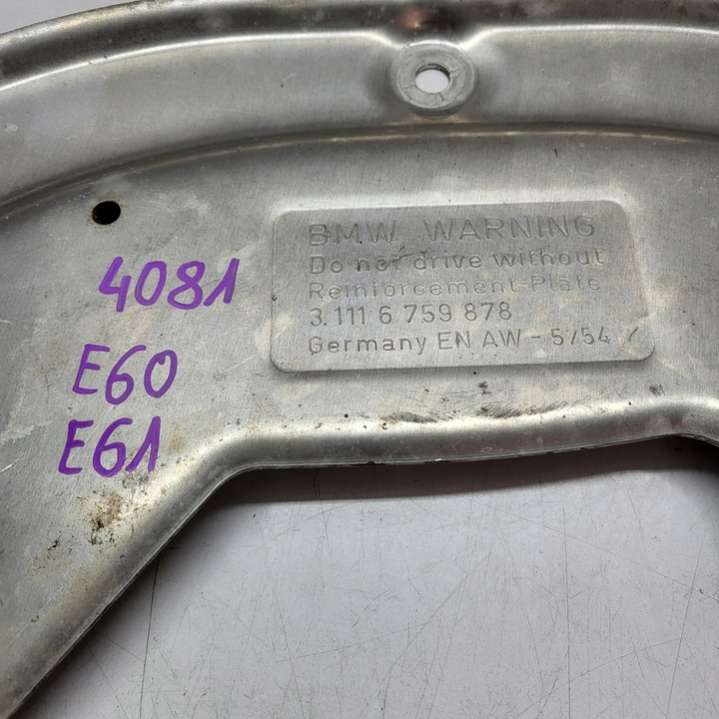 BMW WARNING
Do not drive without
Reinforcement-Plate
3.111 6 759 878
Germany EN AW - 5754
4081
E60
E61